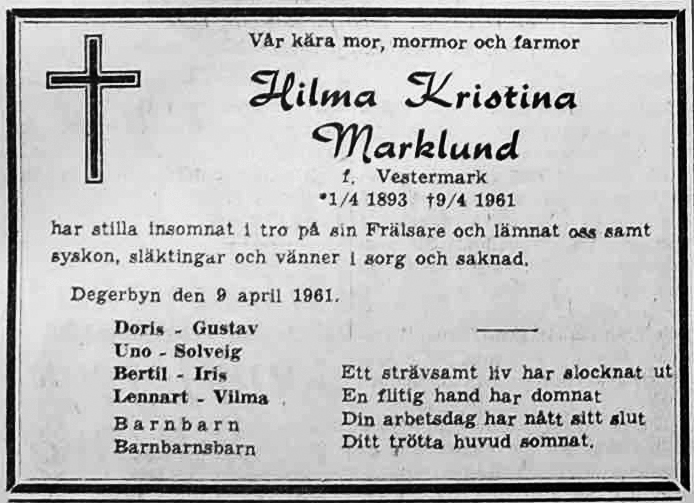 Vår kära mor, mormor och farmor
Hilma Kristina
Marklund
f. Vestermark
*1/4 1893 †9/4 1961
har stilla insomnat i tro på sin Frälsare och lämnat oss samt
syskon, släktingar och vänner i sorg och saknad.
Degerbyn den 9 april 1961.
Doris - Gustav
Uno - Solveig
Bertil - Iris
Lennart - Vilma
Barnbarn
Barnbarnsbarn
Ett strävsamt liv har slocknat ut
En flitig hand har domnat
Din arbetsdag har nått sitt slut
Ditt trötta huvud somnat.